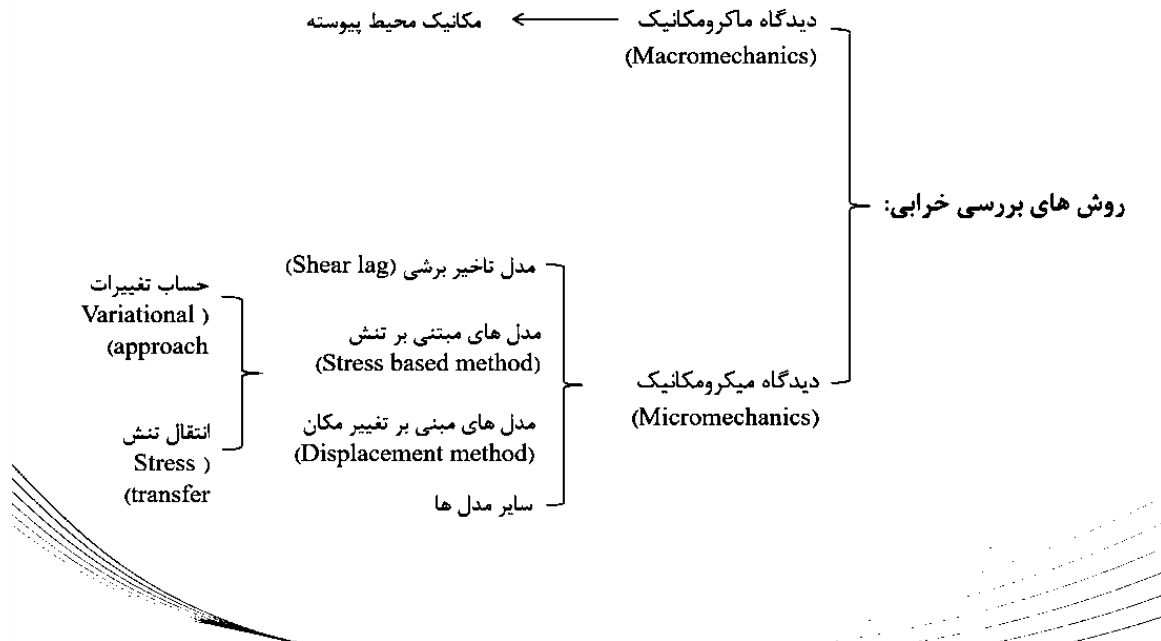 روش های بررسی خرابی:
دیدگاه ماکرومکانیک
(Macromechanics)
مکانیک محیط پیوسته
دیدگاه میکرومکانیک
(Micromechanics)
مدل تاخیر برشی (Shear lag)
مدل های مبتنی بر تنش
(Stress based method)
مدل های مبنی بر تغییر مکان
(Displacement method)
سایر مدل ها
حساب تغییرات
Variational )
(approach
انتقال تنش
Stress )
(transfer